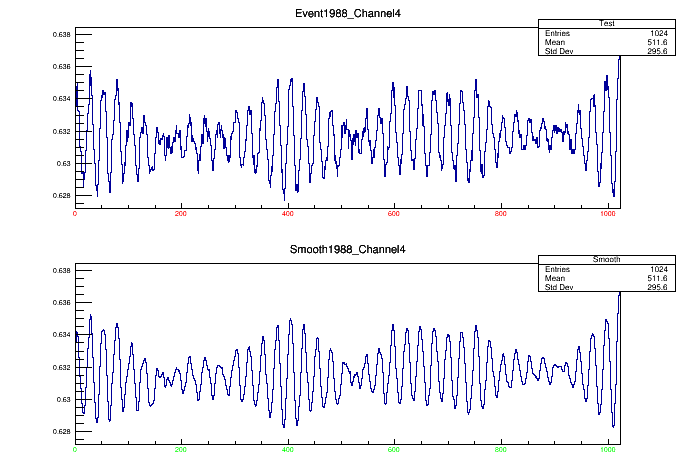 Event1988_Channel4
Test
Entries 1024
Mean 511.6
Std Dev 295.6
0.638
0.636
0.634
0.632
0.63
0.628
0 200 400 600 800 1000
Smooth1988_Channel4
Smooth
Entries 1024
Mean 511.6
Std Dev 295.6
0.638
0.636
0.634
0.632
0.63
0.628
0 200 400 600 800 1000